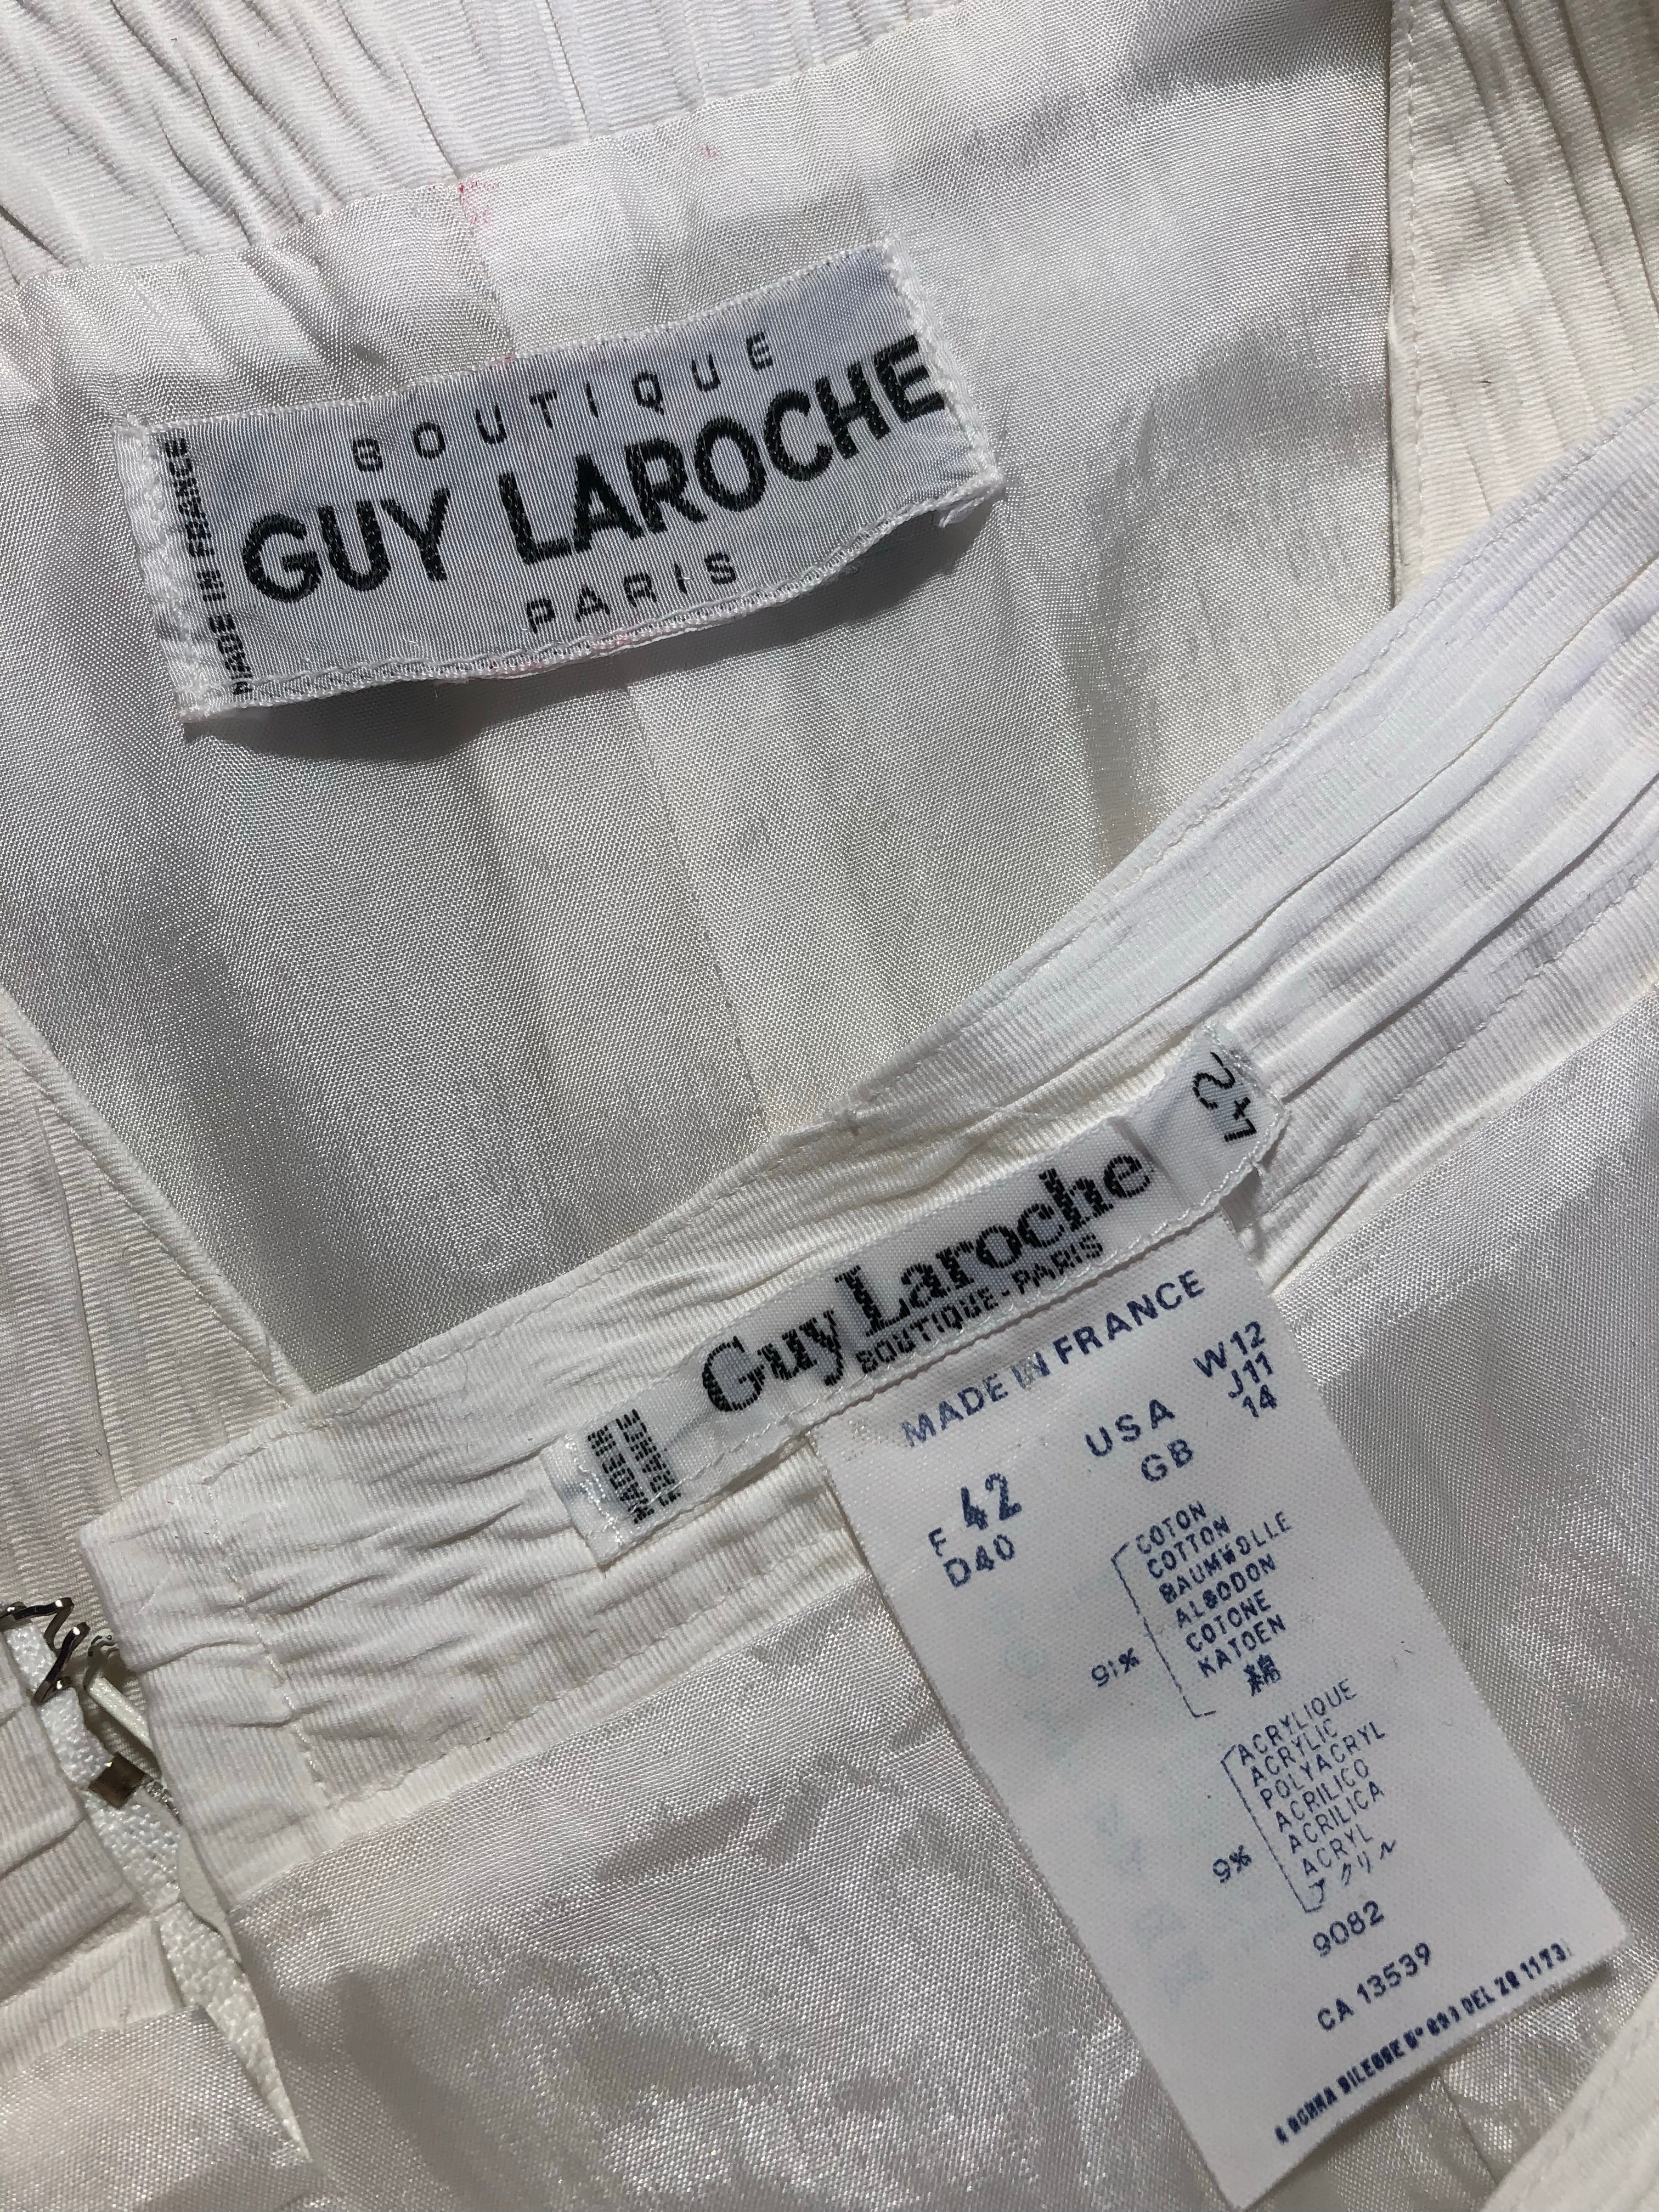 BOUTIQUE
GUY LAROCHE
PARIS
MADE IN FRANCE
42
Guy Laroche
BOUTIQUE-PARIS
MADE IN
FRANCE
MADE IN FRANCE
F 42
D40
USA
GB
W 12
J11
14
91%
COTON
COTTON
BAUMWOLLE
ALGODON
COTONE
KATOEN
綿
9%
ACRYLIQUE
ACRYLIC
POLYACRYL
ACRILICO
ACRILICA
ACRYL
アクリル
9082
CA 13539
DEL